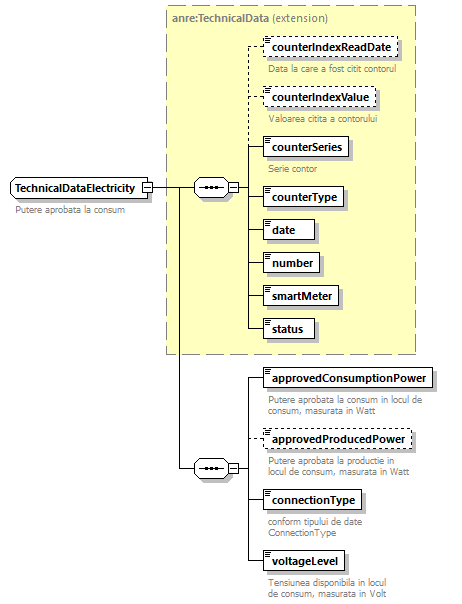 anre:TechnicalData (extension)
counterIndexReadDate
Data la care a fost citit contorul
counterIndexValue
Valoarea citita a contorului
counterSeries
Serie contor
TechnicalDataElectricity
Putere aprobata la consum
counterType
date
number
smartMeter
status
approvedConsumptionPower
Putere aprobata la consum in locul de
consum, masurata in Watt
approvedProducedPower
Putere aprobata la productie in
locul de consum, masurata in Watt
connectionType
conform tipului de date
ConnectionType
voltageLevel
Tensiunea disponibila in locul
de consum, masurata in Volt